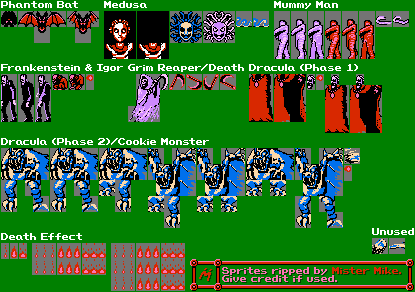 Phantom Bat
Medusa
Mummy Man
Frankenstein & Igor
Grim Reaper/Death
Dracula (Phase 1)
Dracula (Phase 2)/Cookie Monster
Death Effect
Unused
Sprites ripped by Mister Mike.
Give credit if used.